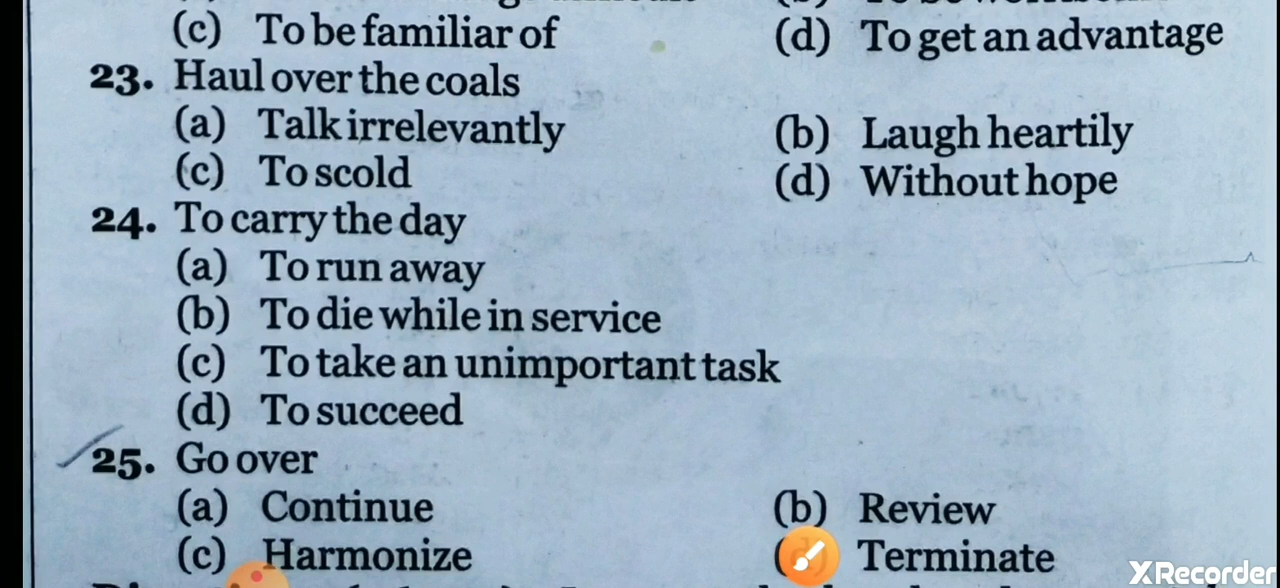 (c) To be familiar of (d) To get an advantage
23. Haul over the coals
(a) Talk irrelevantly (b) Laugh heartily
(c) To scold (d) Without hope
24. To carry the day
(a) To run away
(b) To die while in service
(c) To take an unimportant task
(d) To succeed
25. Go over
(a) Continue (b) Review
(c) Harmonize Terminate
XRecorder